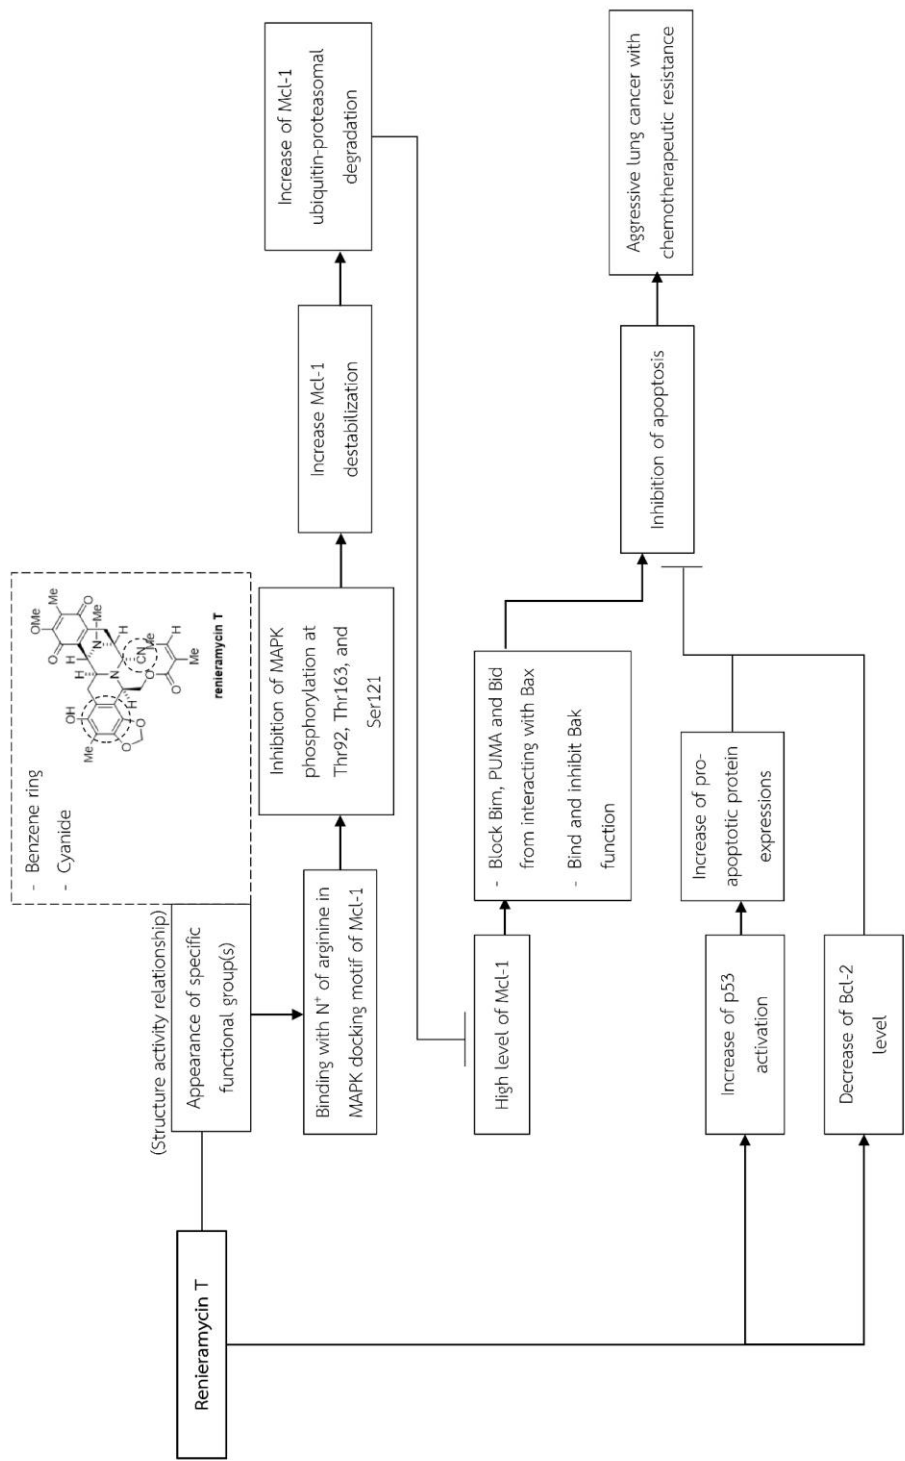 Renieramycin T
(Structure activity relationship)
Appearance of specific
functional group(s)
- Benzene ring
- Cyanide
OMe
Me
O
O
N
Me
H
H
H
H
OH
Me
O
O
N
H
CN
O
O
Me
H
Me
renieramycin T
Binding with N⁺ of arginine in
MAPK docking motif of Mcl-1
Inhibition of MAPK
phosphorylation at
Thr92, Thr163, and
Ser121
Increase Mcl-1
destabilization
Increase of Mcl-1
ubiquitin-proteasomal
degradation
High level of Mcl-1
- Block Bim, PUMA and Bid
from interacting with Bax
- Bind and inhibit Bak
function
Inhibition of apoptosis
Aggressive lung cancer with
chemotherapeutic resistance
Increase of p53
activation
Increase of pro-
apoptotic protein
expressions
Decrease of Bcl-2
level